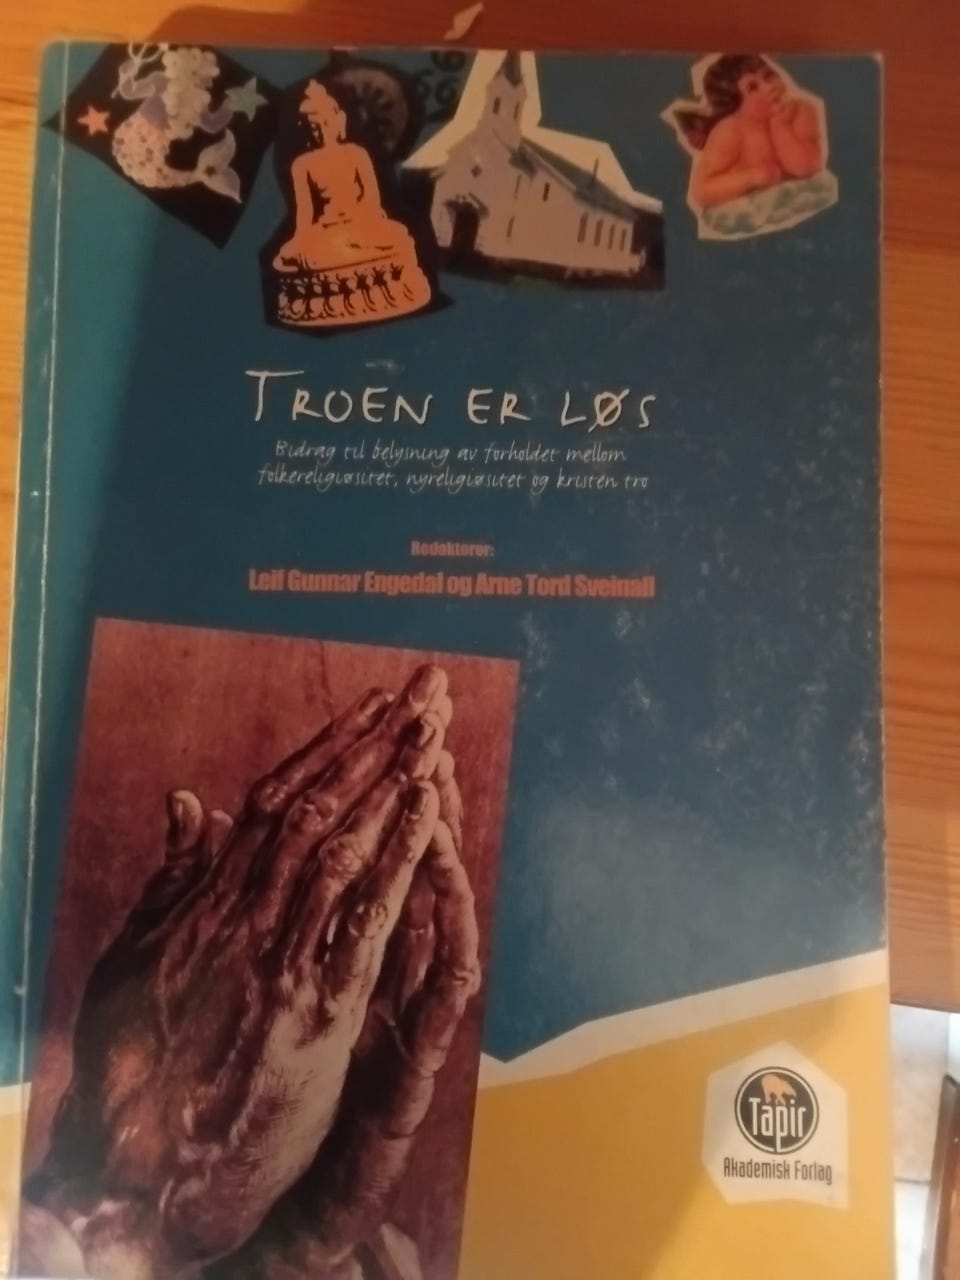 TROEN ER LØS
Bidrag til belysning av forholdet mellom
folkereligiøsitet, nyreligiøsitet og kristen tro
Redaktører:
Leif Gunnar Engedal og Arne Tord Sveinall
Tapir
Akademisk Forlag